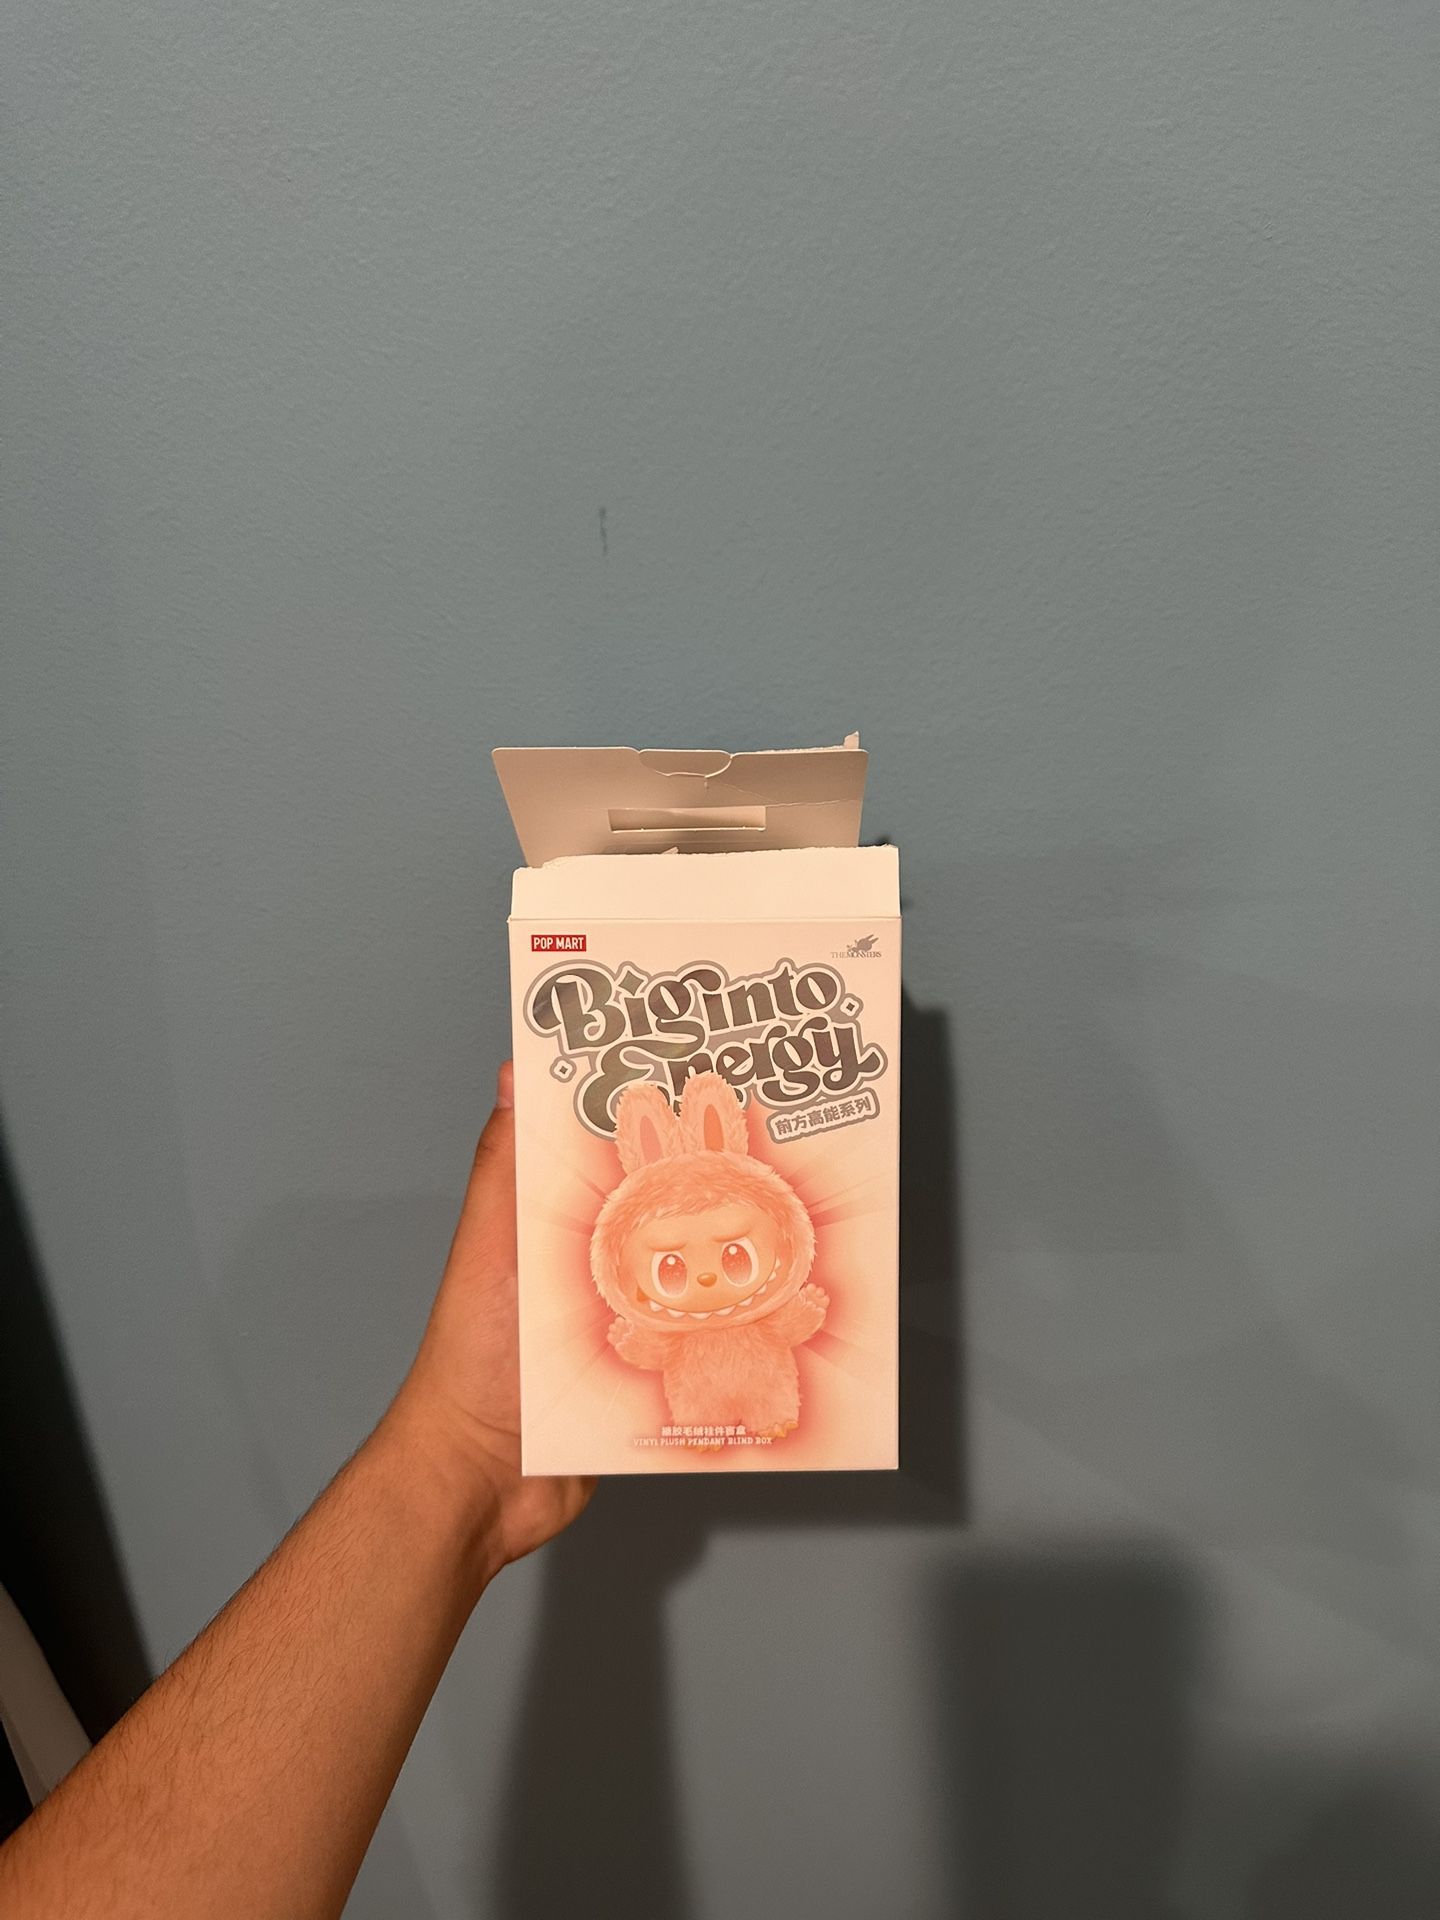 POP MART
THE MONSTERS
Big into
Energy
前方高能系列
搪胶毛绒挂件盲盒
VINYL PLUSH PENDANT BLIND BOX